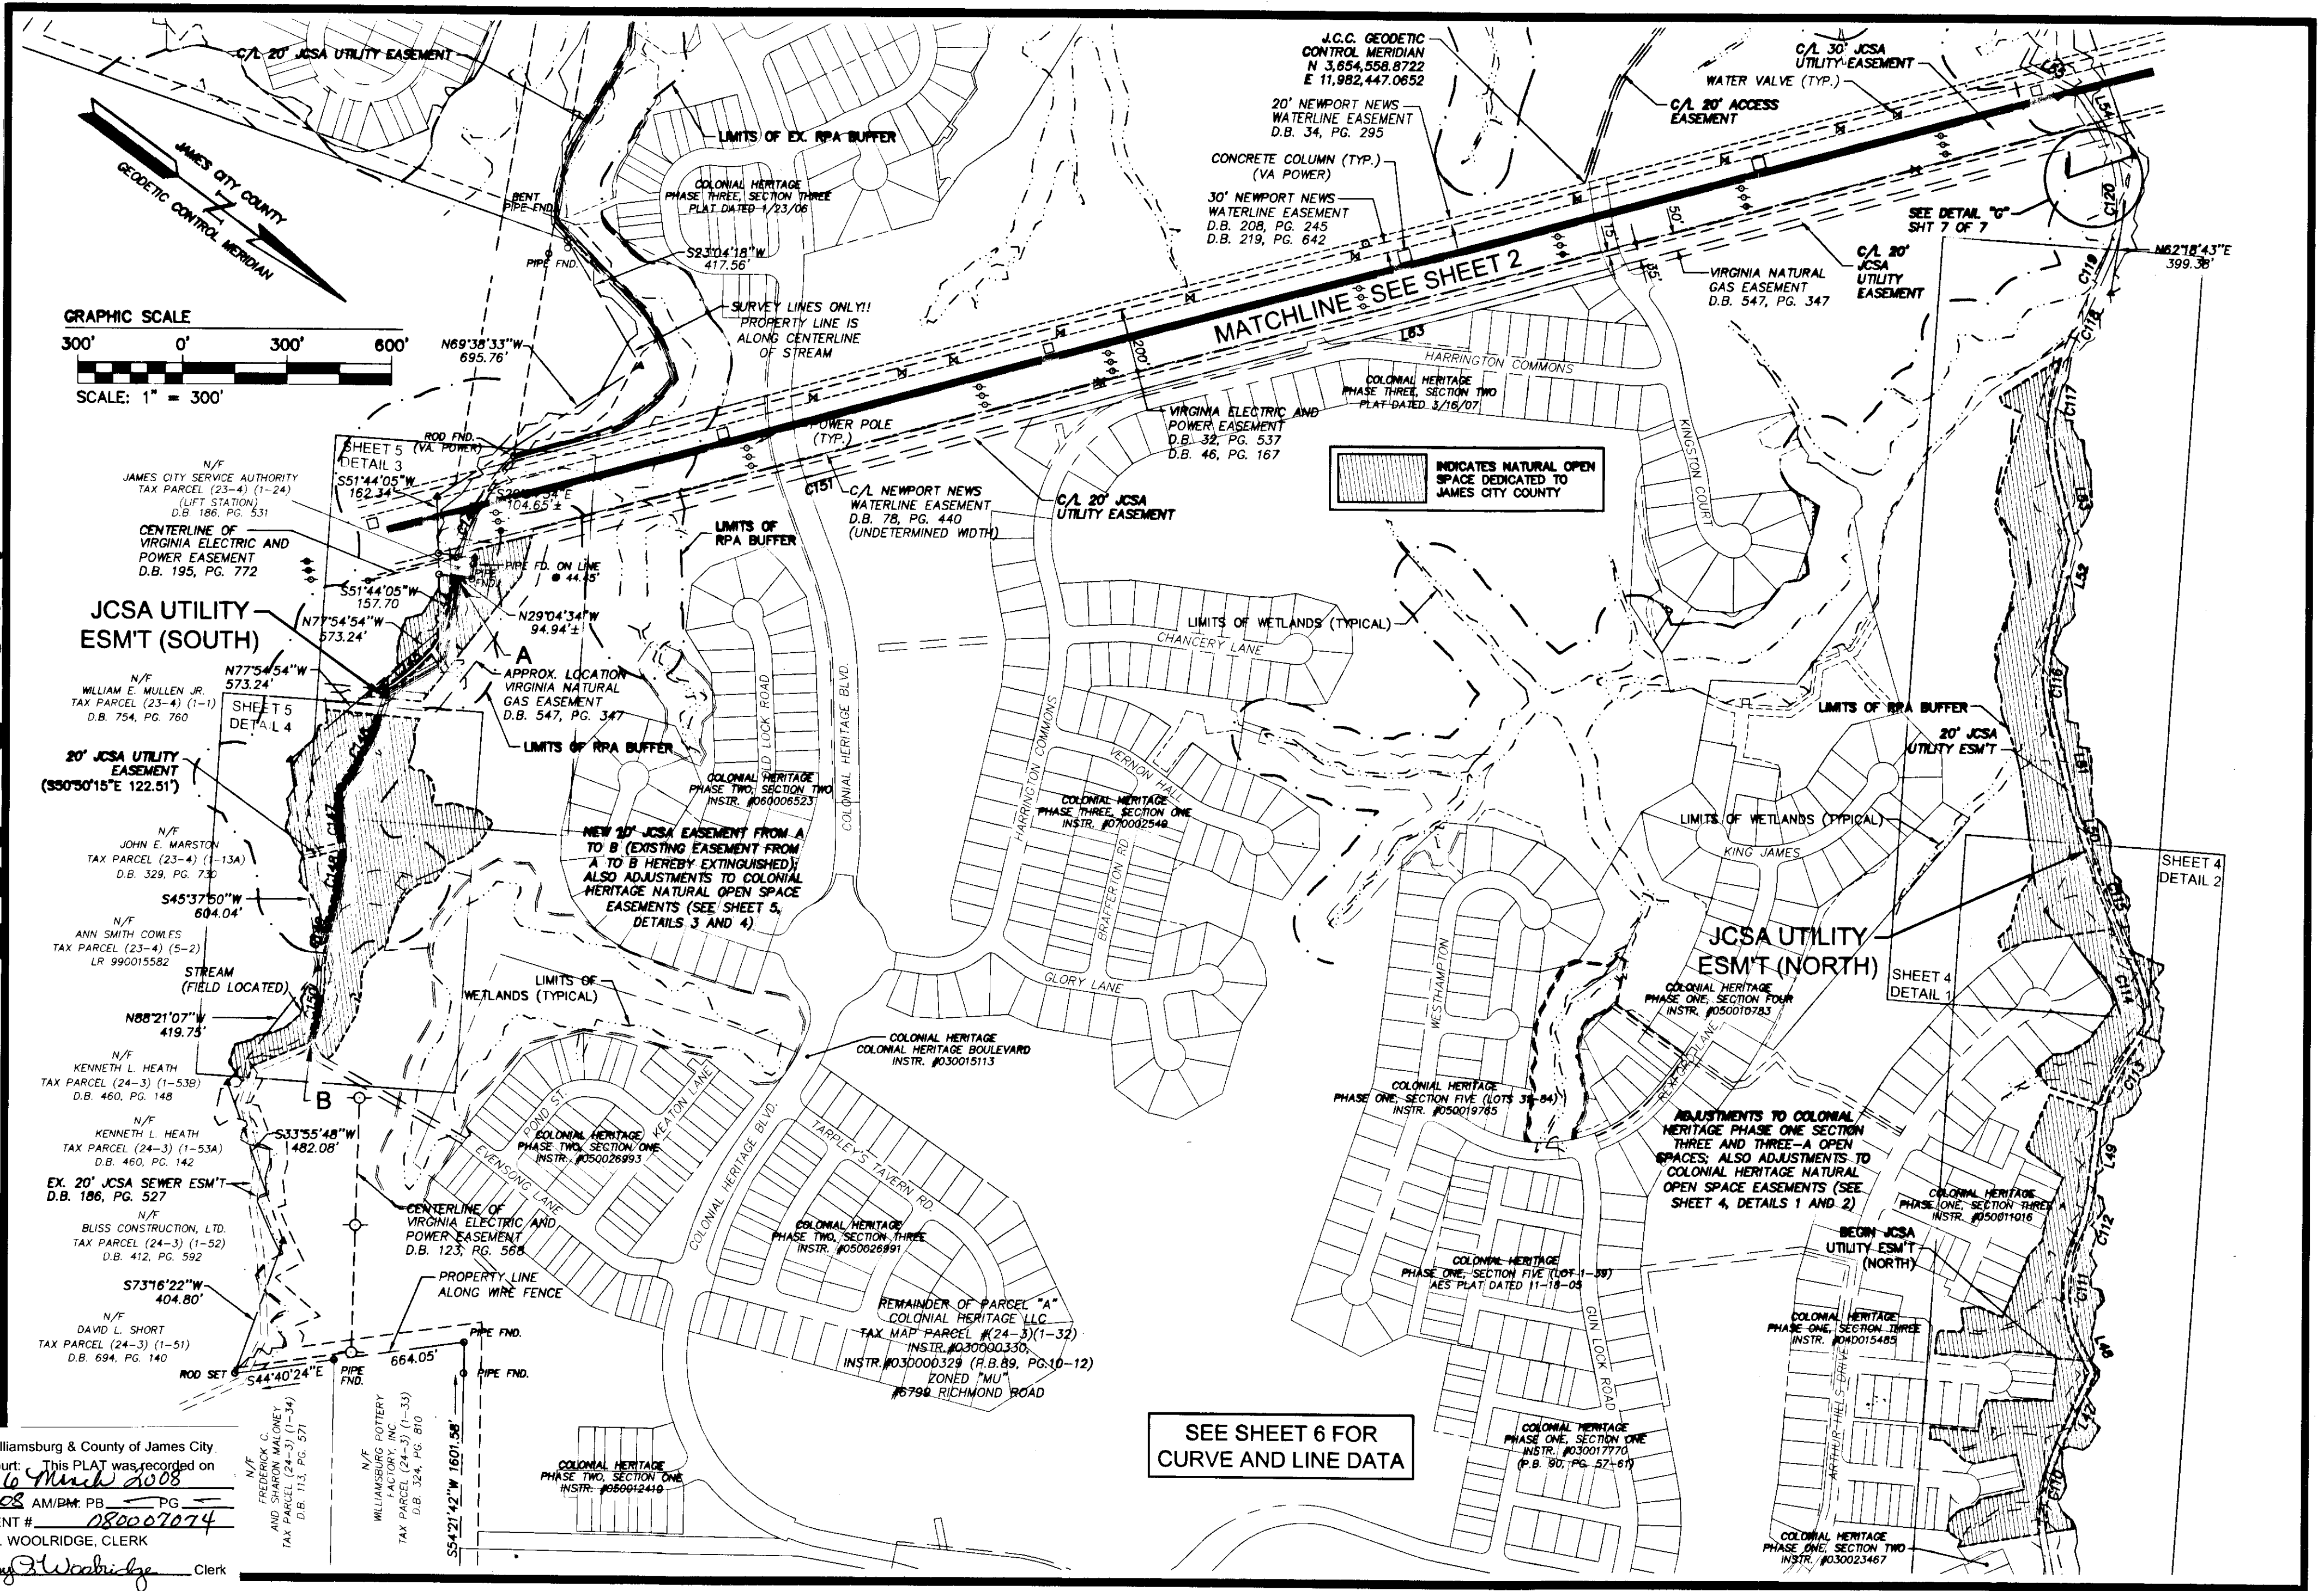 C/L 20' JCSA UTILITY EASEMENT
JAMES CITY COUNTY
GEODETIC CONTROL MERIDIAN
N
GRAPHIC SCALE
300' 0' 300' 600'
SCALE: 1" = 300'
LIMITS OF EX. RPA BUFFER
COLONIAL HERITAGE
PHASE THREE, SECTION THREE
PLAT DATED 1/23/06
BENT
PIPE END
PIPE FND.
S23°04'18"W
417.56'
SURVEY LINES ONLY!!
PROPERTY LINE IS
ALONG CENTERLINE
OF STREAM
N69°38'33"W
695.76'
J.C.C. GEODETIC
CONTROL MERIDIAN
N 3,654,558.8722
E 11,982,447.0652
20' NEWPORT NEWS
WATERLINE EASEMENT
D.B. 34, PG. 295
CONCRETE COLUMN (TYP.)
(VA POWER)
30' NEWPORT NEWS
WATERLINE EASEMENT
D.B. 208, PG. 245
D.B. 219, PG. 642
C/L 30' JCSA
UTILITY EASEMENT
WATER VALVE (TYP.)
C/L 20' ACCESS
EASEMENT
L54
C120
SEE DETAIL "G"
SHT 7 OF 7
N62°18'43"E
399.38'
C/L 20'
JCSA
UTILITY
EASEMENT
VIRGINIA NATURAL
GAS EASEMENT
D.B. 547, PG. 347
50'
15'
35'
C119
C118
C117
MATCHLINE - SEE SHEET 2
L63
200'
HARRINGTON COMMONS
COLONIAL HERITAGE
PHASE THREE, SECTION TWO
PLAT DATED 3/16/07
KINGSTON COURT
VIRGINIA ELECTRIC AND
POWER EASEMENT
D.B. 32, PG. 537
D.B. 46, PG. 167
POWER POLE
(TYP.)
INDICATES NATURAL OPEN
SPACE DEDICATED TO
JAMES CITY COUNTY
SHEET 5
DETAIL 3
ROD FND.
(VA. POWER)
S51°44'05"W
162.34'
104.65'±
N/F
JAMES CITY SERVICE AUTHORITY
TAX PARCEL (23-4) (1-24)
(LIFT STATION)
D.B. 186, PG. 531
CENTERLINE OF
VIRGINIA ELECTRIC AND
POWER EASEMENT
D.B. 195, PG. 772
S51°44'05"W
157.70
PIPE FD. ON LINE
@ 44.45'
PIPE
FND.
C151
C/L NEWPORT NEWS
WATERLINE EASEMENT
D.B. 78, PG. 440
(UNDETERMINED WIDTH)
C/L 20' JCSA
UTILITY EASEMENT
LIMITS OF
RPA BUFFER
JCSA UTILITY
ESM'T (SOUTH)
N77°54'54"W
573.24'
N29°04'34"W
94.94'±
A
APPROX. LOCATION
VIRGINIA NATURAL
GAS EASEMENT
D.B. 547, PG. 347
N77°54'54"W
573.24'
SHEET 5
DETAIL 4
N/F
WILLIAM E. MULLEN JR.
TAX PARCEL (23-4) (1-1)
D.B. 754, PG. 760
LIMITS OF RPA BUFFER
20' JCSA UTILITY
EASEMENT
(S50°50'15"E 122.51')
C146
C147
C148
C150
OLD LOCK ROAD
COLONIAL HERITAGE BLVD.
COLONIAL HERITAGE
PHASE TWO, SECTION TWO
INSTR. #060006523
NEW 20' JCSA EASEMENT FROM A
TO B (EXISTING EASEMENT FROM
A TO B HEREBY EXTINGUISHED);
ALSO ADJUSTMENTS TO COLONIAL
HERITAGE NATURAL OPEN SPACE
EASEMENTS (SEE SHEET 5,
DETAILS 3 AND 4)
N/F
JOHN E. MARSTON
TAX PARCEL (23-4) (1-13A)
D.B. 329, PG. 730
S45°37'50"W
604.04'
N/F
ANN SMITH COWLES
TAX PARCEL (23-4) (5-2)
LR 990015582
STREAM
(FIELD LOCATED)
N88°21'07"W
419.75'
N/F
KENNETH L. HEATH
TAX PARCEL (24-3) (1-53B)
D.B. 460, PG. 148
B
N/F
KENNETH L. HEATH
TAX PARCEL (24-3) (1-53A)
D.B. 460, PG. 142
S33°55'48"W
482.08'
EX. 20' JCSA SEWER ESM'T
D.B. 186, PG. 527
N/F
BLISS CONSTRUCTION, LTD.
TAX PARCEL (24-3) (1-52)
D.B. 412, PG. 592
S73°16'22"W
404.80'
N/F
DAVID L. SHORT
TAX PARCEL (24-3) (1-51)
D.B. 694, PG. 140
ROD SET
S44°40'24"E
664.05'
PIPE
FND.
PIPE FND.
PIPE FND.
PROPERTY LINE
ALONG WIRE FENCE
CENTERLINE OF
VIRGINIA ELECTRIC AND
POWER EASEMENT
D.B. 123, PG. 568
LIMITS OF
WETLANDS (TYPICAL)
POND ST.
KEATON LANE
EVENSONG LANE
COLONIAL HERITAGE
PHASE TWO, SECTION ONE
INSTR. #050026993
COLONIAL HERITAGE BLVD.
TARPLEY'S TAVERN RD.
COLONIAL HERITAGE
PHASE TWO, SECTION THREE
INSTR. #050026991
COLONIAL HERITAGE
COLONIAL HERITAGE BOULEVARD
INSTR. #030015113
CHANCERY LANE
LIMITS OF WETLANDS (TYPICAL)
HARRINGTON COMMONS
VERNON HALL
COLONIAL HERITAGE
PHASE THREE, SECTION ONE
INSTR. #070002549
BRAFFERTON RD
GLORY LANE
REMAINDER OF PARCEL "A"
COLONIAL HERITAGE LLC
TAX MAP PARCEL #(24-3)(1-32)
INSTR.#030000330,
INSTR.#030000329 (P.B.89, PG.10-12)
ZONED "MU"
#6799 RICHMOND ROAD
COLONIAL HERITAGE
PHASE TWO, SECTION ONE
INSTR. #050012410
SEE SHEET 6 FOR
CURVE AND LINE DATA
WESTHAMPTON
COLONIAL HERITAGE
PHASE ONE, SECTION FIVE (LOTS
INSTR. #050019765
COLONIAL HERITAGE
PHASE ONE, SECTION FIVE (LOT 1-39)
AES PLAT DATED 11-18-05
GUN LOCK ROAD
COLONIAL HERITAGE
PHASE ONE, SECTION ONE
INSTR. #030017770
(P.B. 90, PG. 57-61)
LIMITS OF RPA BUFFER
20' JCSA
UTILITY ESM'T
LIMITS OF WETLANDS (TYPICAL)
KING JAMES
JCSA UTILITY
ESM'T (NORTH)
SHEET 4
DETAIL 2
SHEET 4
DETAIL 1
COLONIAL HERITAGE
PHASE ONE, SECTION FOUR
INSTR. #050010783
ADJUSTMENTS TO COLONIAL
HERITAGE PHASE ONE SECTION
THREE AND THREE-A OPEN
SPACES; ALSO ADJUSTMENTS TO
COLONIAL HERITAGE NATURAL
OPEN SPACE EASEMENTS (SEE
SHEET 4, DETAILS 1 AND 2)
COLONIAL HERITAGE
PHASE ONE, SECTION THREE A
INSTR. #050011016
BEGIN JCSA
UTILITY ESM'T
(NORTH)
COLONIAL HERITAGE
PHASE ONE, SECTION THREE
INSTR. #040015485
ARTHUR HILLS DRIVE
COLONIAL HERITAGE
PHASE ONE, SECTION TWO
INSTR. #030023467
L53
L52
C116
L51
L50
C115
C114
C113
L49
C112
C111
L48
L47
C110
N/F
FREDERICK C.
AND SHARON MALONEY
TAX PARCEL (24-3) (1-34)
D.B. 113, PG. 571
N/F
WILLIAMSBURG POTTERY
FACTORY, INC.
TAX PARCEL (24-3) (1-33)
D.B. 324, PG. 810
S54°21'42"W 1601.58'
lliamsburg & County of James City
urt: This PLAT was recorded on
6 March 2008
08 AM/PM. PB — PG —
NT # 080007074
. WOOLRIDGE, CLERK
Woolridge Clerk